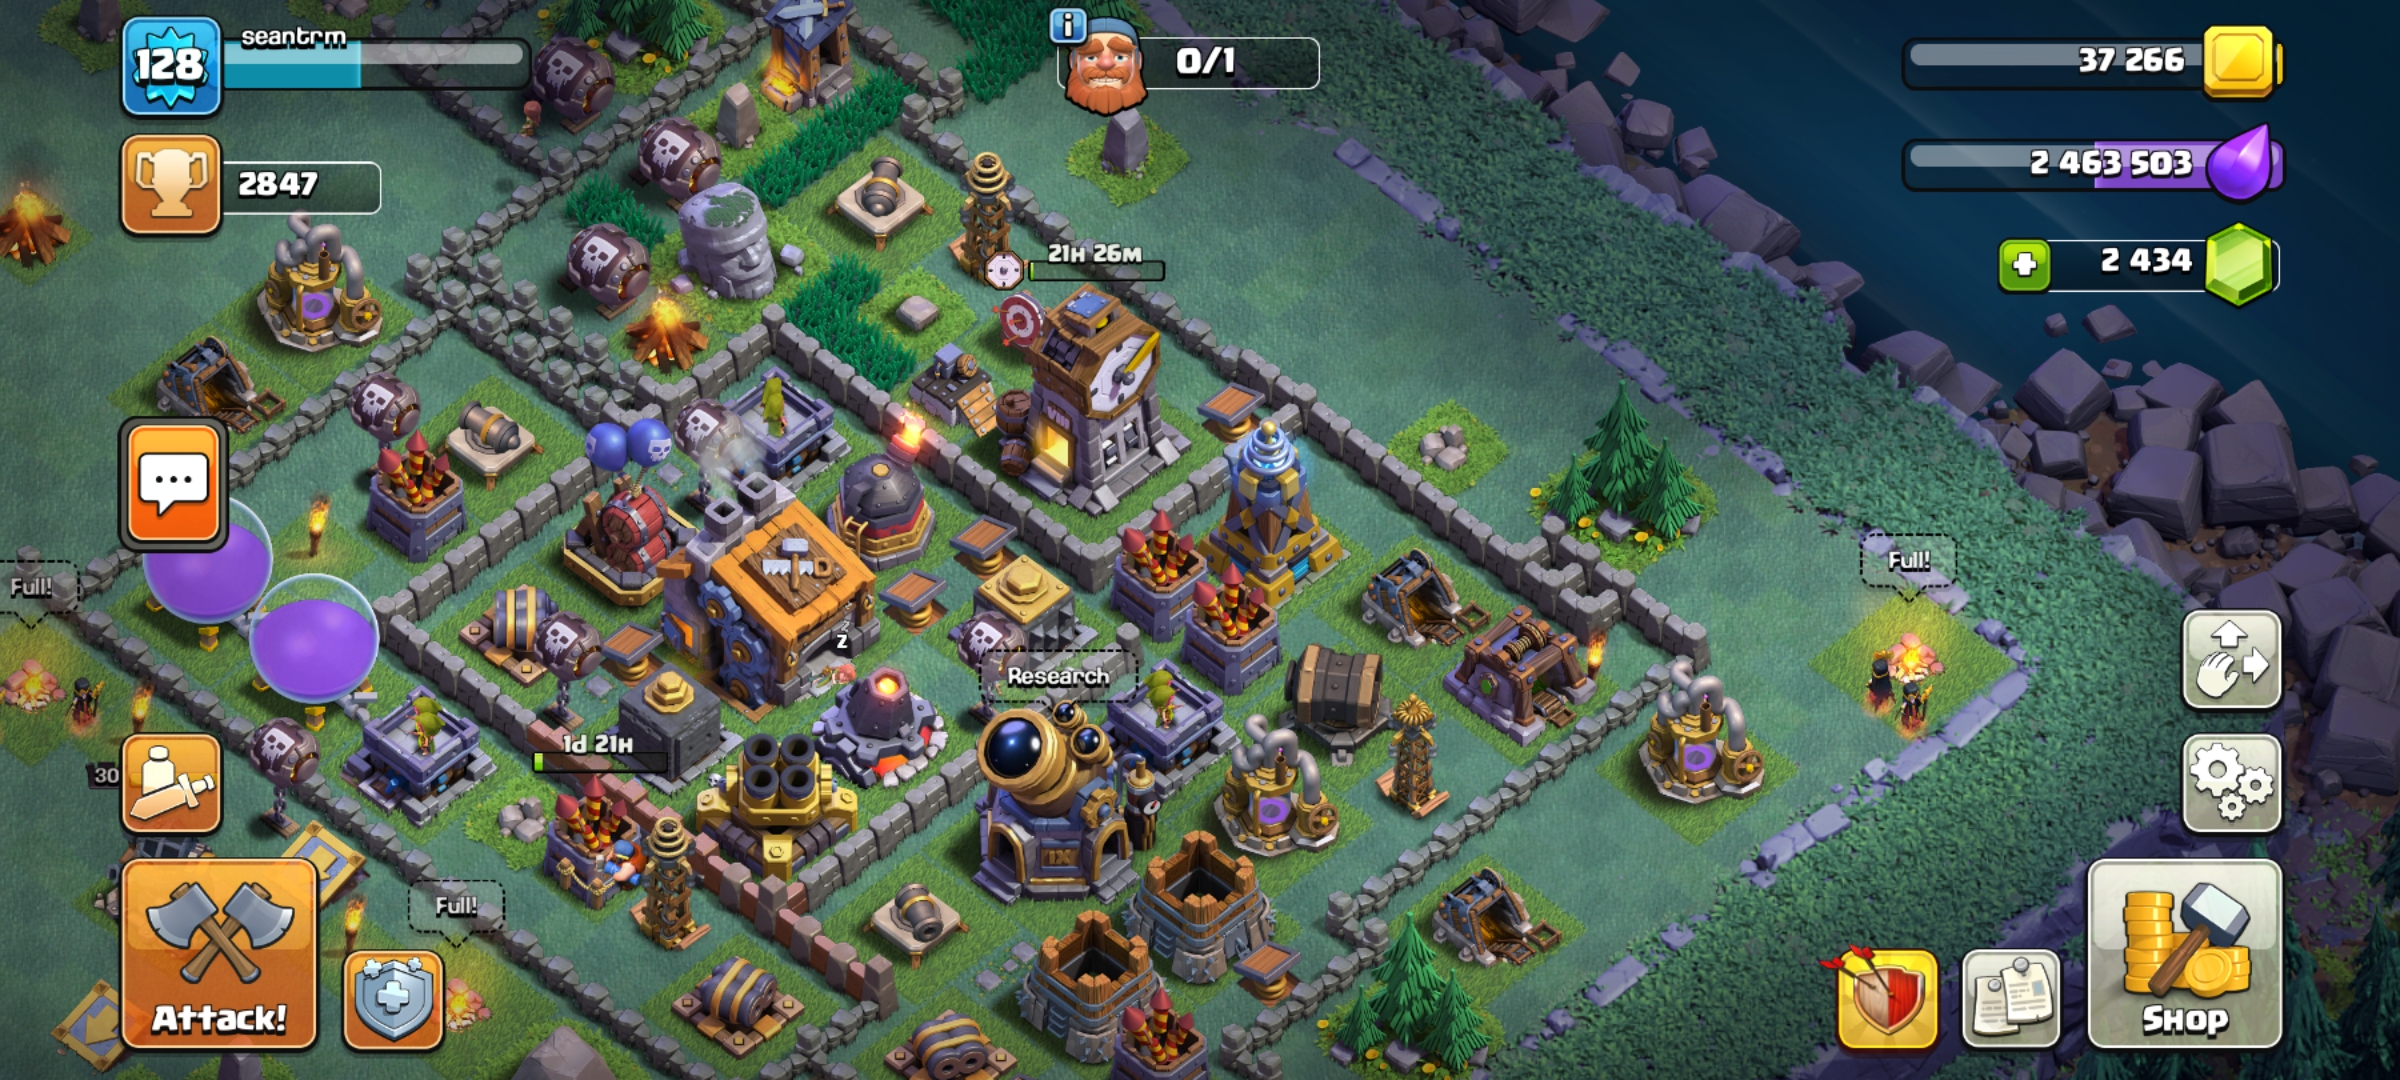 seantrm
128
0/1
37 266
2847
2 463 503
21H 26M
2 434
Full!
Full!
z
z
Research
1d 21H
30
IX
Full!
Attack!
Shop